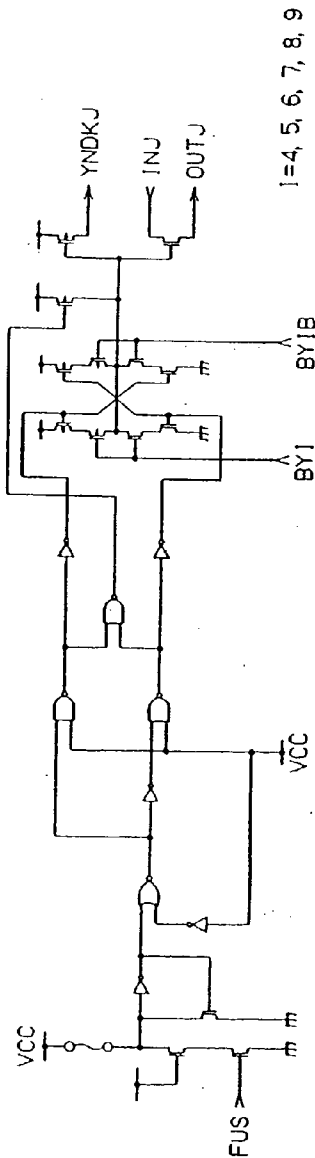 VCC
FUS
VCC
BYI
BYIB
YNDKJ
INJ
OUTJ
I=4, 5, 6, 7, 8, 9